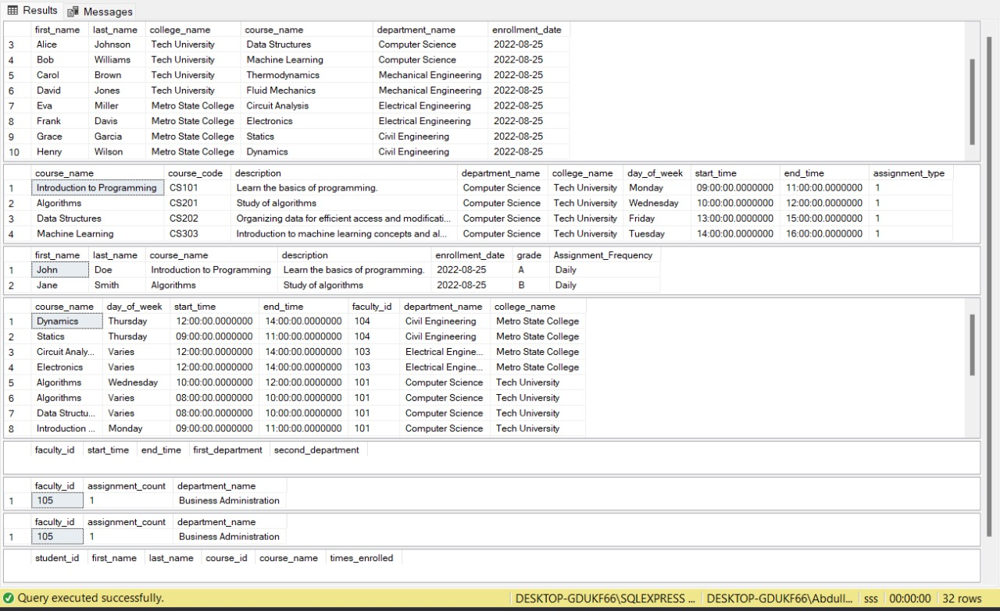 Results Messages
first_name last_name college_name course_name department_name enrollment_date
3 Alice Johnson Tech University Data Structures Computer Science 2022-08-25
4 Bob Williams Tech University Machine Learning Computer Science 2022-08-25
5 Carol Brown Tech University Thermodynamics Mechanical Engineering 2022-08-25
6 David Jones Tech University Fluid Mechanics Mechanical Engineering 2022-08-25
7 Eva Miller Metro State College Circuit Analysis Electrical Engineering 2022-08-25
8 Frank Davis Metro State College Electronics Electrical Engineering 2022-08-25
9 Grace Garcia Metro State College Statics Civil Engineering 2022-08-25
10 Henry Wilson Metro State College Dynamics Civil Engineering 2022-08-25
course_name course_code description department_name college_name day_of_week start_time end_time assignment_type
1 Introduction to Programming CS101 Learn the basics of programming. Computer Science Tech University Monday 09:00:00.0000000 11:00:00.0000000 1
2 Algorithms CS201 Study of algorithms Computer Science Tech University Wednesday 10:00:00.0000000 12:00:00.0000000 1
3 Data Structures CS202 Organizing data for efficient access and modificati... Computer Science Tech University Friday 13:00:00.0000000 15:00:00.0000000 1
4 Machine Learning CS303 Introduction to machine learning concepts and al... Computer Science Tech University Tuesday 14:00:00.0000000 16:00:00.0000000 1
first_name last_name course_name description enrollment_date grade Assignment_Frequency
1 John Doe Introduction to Programming Learn the basics of programming. 2022-08-25 A Daily
2 Jane Smith Algorithms Study of algorithms 2022-08-25 B Daily
course_name day_of_week start_time end_time faculty_id department_name college_name
1 Dynamics Thursday 12:00:00.0000000 14:00:00.0000000 104 Civil Engineering Metro State College
2 Statics Thursday 09:00:00.0000000 11:00:00.0000000 104 Civil Engineering Metro State College
3 Circuit Analy... Varies 12:00:00.0000000 14:00:00.0000000 103 Electrical Engine... Metro State College
4 Electronics Varies 12:00:00.0000000 14:00:00.0000000 103 Electrical Engine... Metro State College
5 Algorithms Wednesday 10:00:00.0000000 12:00:00.0000000 101 Computer Science Tech University
6 Algorithms Varies 08:00:00.0000000 10:00:00.0000000 101 Computer Science Tech University
7 Data Structu... Varies 08:00:00.0000000 10:00:00.0000000 101 Computer Science Tech University
8 Introduction ... Monday 09:00:00.0000000 11:00:00.0000000 101 Computer Science Tech University
faculty_id start_time end_time first_department second_department
faculty_id assignment_count department_name
1 105 1 Business Administration
faculty_id assignment_count department_name
1 105 1 Business Administration
student_id first_name last_name course_id course_name times_enrolled
Query executed successfully. DESKTOP-GDUKF66\SQLEXPRESS ... DESKTOP-GDUKF66\Abdull... sss 00:00:00 32 rows